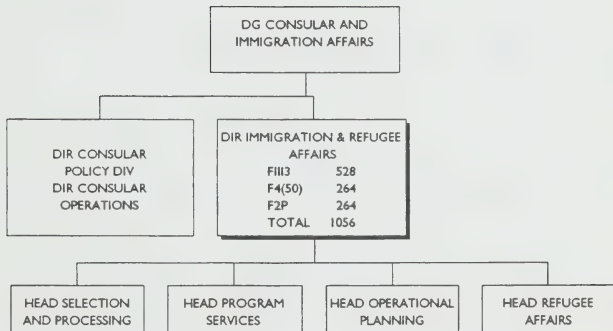 DG CONSULAR AND
IMMIGRATION AFFAIRS
DIR CONSULAR
POLICY DIV
DIR CONSULAR
OPERATIONS
DIR IMMIGRATION & REFUGEE
AFFAIRS
FIII3 528
F4(50) 264
F2P 264
TOTAL 1056
HEAD SELECTION
AND PROCESSING
HEAD PROGRAM
SERVICES
HEAD OPERATIONAL
PLANNING
HEAD REFUGEE
AFFAIRS